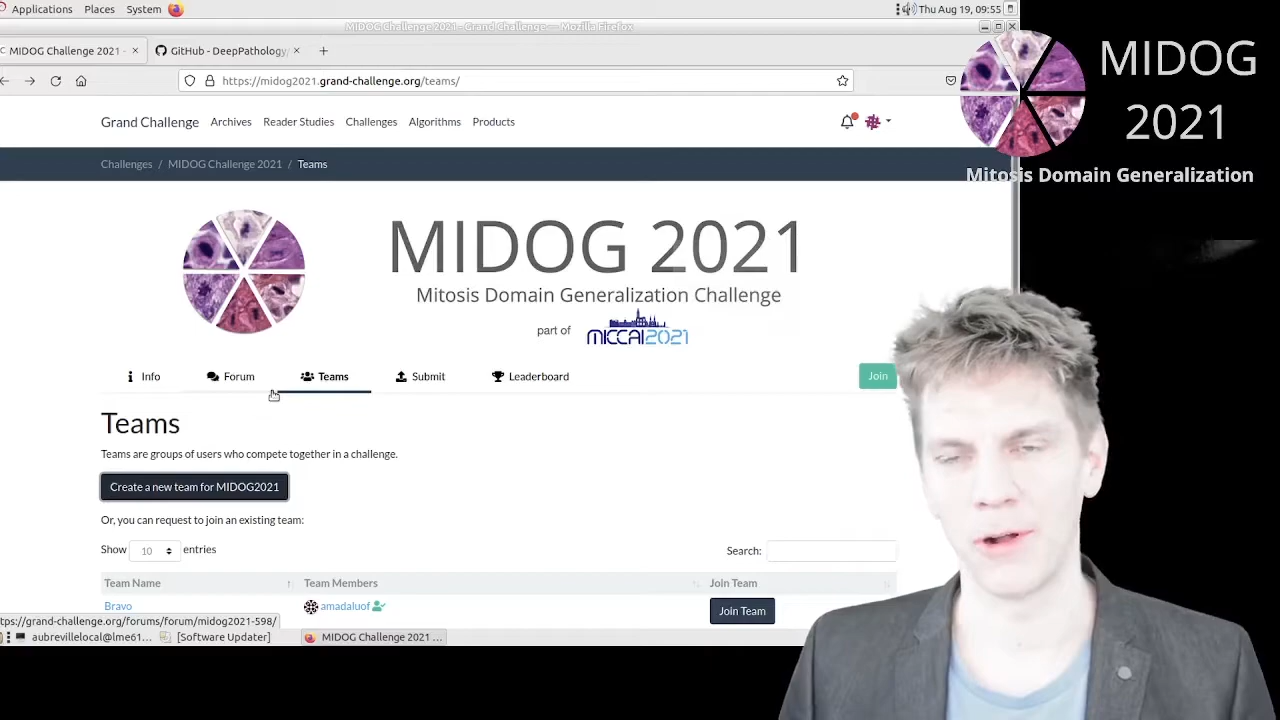 Applications Places System Thu Aug 19, 09:55
MIDOG Challenge 2021 - Grand Challenge — Mozilla Firefox
MIDOG Challenge 2021 - × GitHub - DeepPathology/ × +
https://midog2021.grand-challenge.org/teams/
MIDOG
2021
Mitosis Domain Generalization
Grand Challenge Archives Reader Studies Challenges Algorithms Products
Challenges / MIDOG Challenge 2021 / Teams
MIDOG 2021
Mitosis Domain Generalization Challenge
part of MICCAI2021
Info Forum Teams Submit Leaderboard Join
Teams
Teams are groups of users who compete together in a challenge.
Create a new team for MIDOG2021
Or, you can request to join an existing team:
Show 10 entries Search:
Team Name Team Members Join Team
Bravo amadaluof Join Team
tps://grand-challenge.org/forums/forum/midog2021-598/
aubrevillelocal@lme61... [Software Updater] MIDOG Challenge 2021 ...